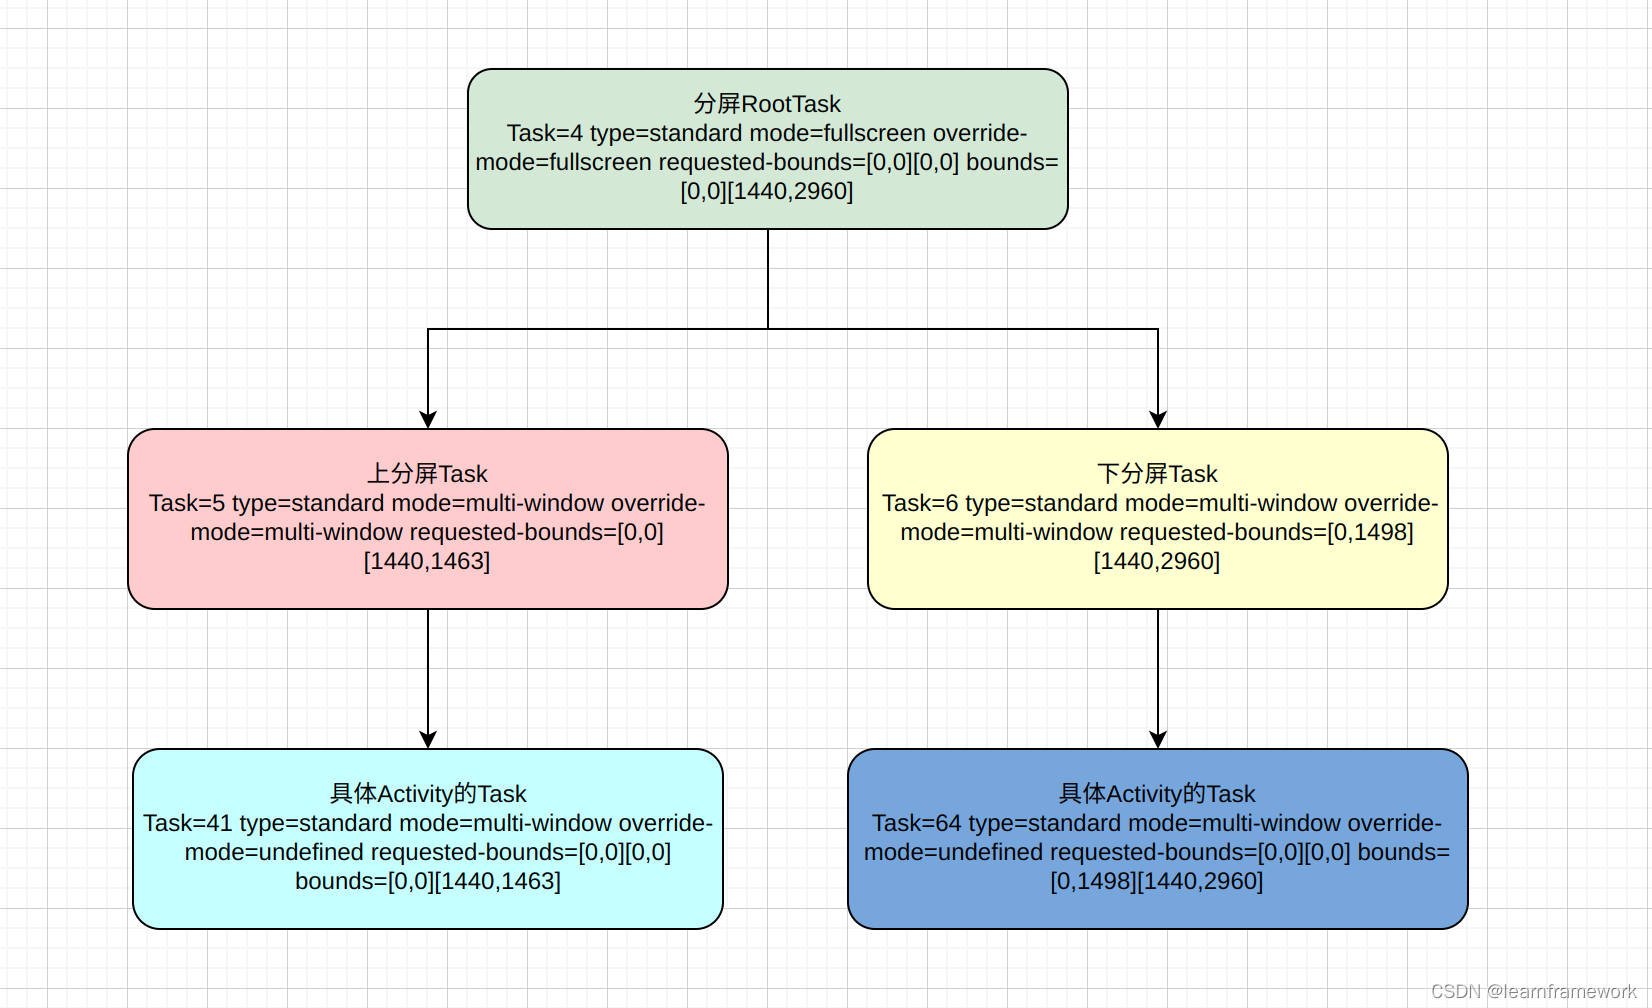 分屏RootTask
Task=4 type=standard mode=fullscreen override-
mode=fullscreen requested-bounds=[0,0][0,0] bounds=
[0,0][1440,2960]
上分屏Task
Task=5 type=standard mode=multi-window override-
mode=multi-window requested-bounds=[0,0]
[1440,1463]
下分屏Task
Task=6 type=standard mode=multi-window override-
mode=multi-window requested-bounds=[0,1498]
[1440,2960]
具体Activity的Task
Task=41 type=standard mode=multi-window override-
mode=undefined requested-bounds=[0,0][0,0]
bounds=[0,0][1440,1463]
具体Activity的Task
Task=64 type=standard mode=multi-window override-
mode=undefined requested-bounds=[0,0][0,0] bounds=
[0,1498][1440,2960]
CSDN @learnframework